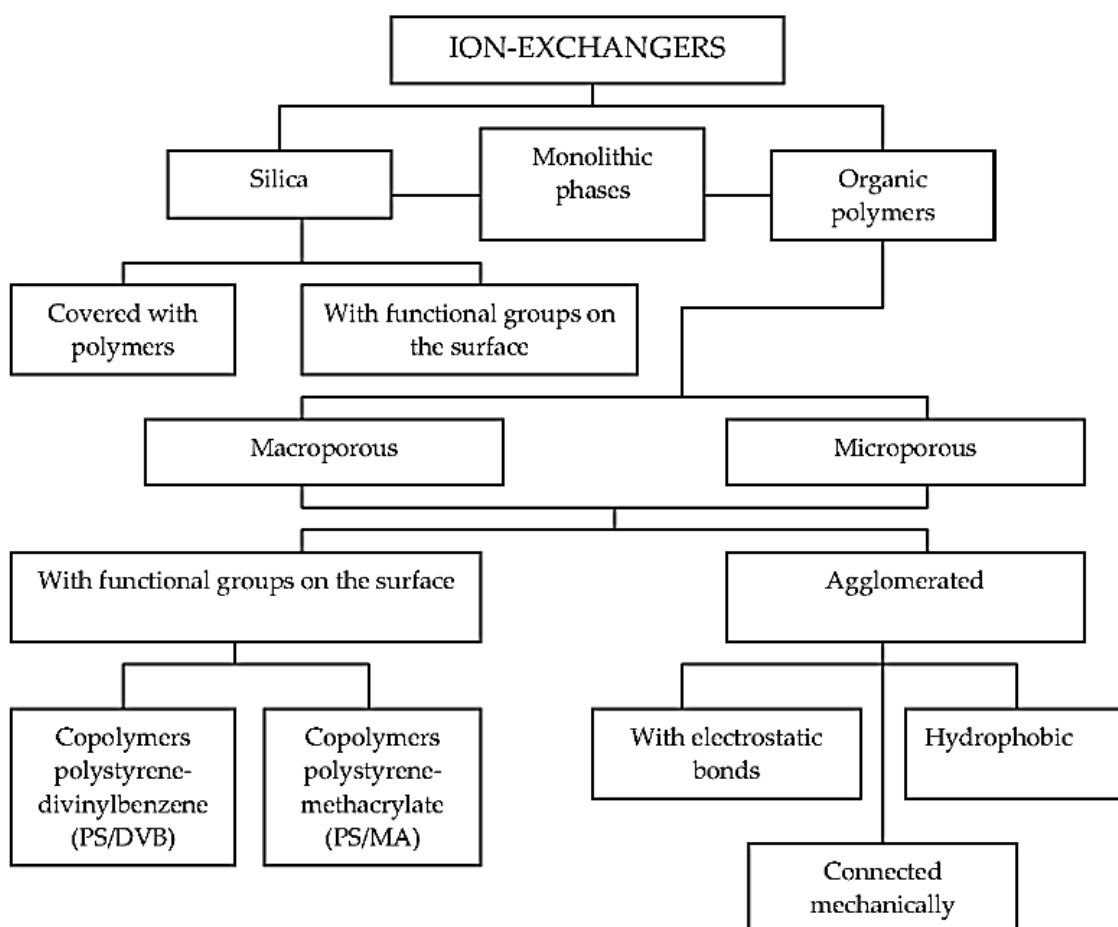 ION-EXCHANGERS
Silica
Monolithic
phases
Organic
polymers
Covered with
polymers
With functional groups on
the surface
Macroporous
Microporous
With functional groups on the surface
Agglomerated
Copolymers
polystyrene-
divinylbenzene
(PS/DVB)
Copolymers
polystyrene-
methacrylate
(PS/MA)
With electrostatic
bonds
Hydrophobic
Connected
mechanically